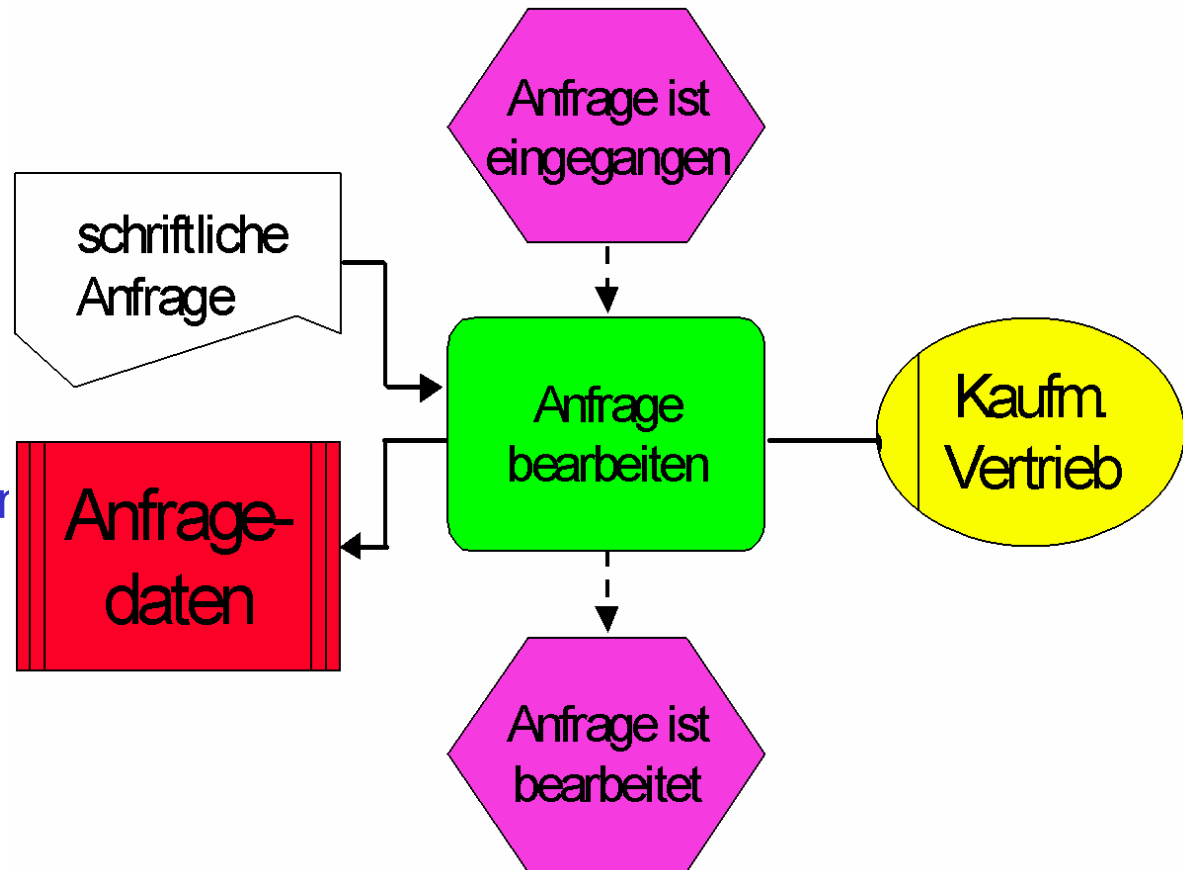 Anfrage ist
eingegangen
schriftliche
Anfrage
Anfrage
bearbeiten
Kaufm.
Vertrieb
Anfrage-
daten
Anfrage ist
bearbeitet